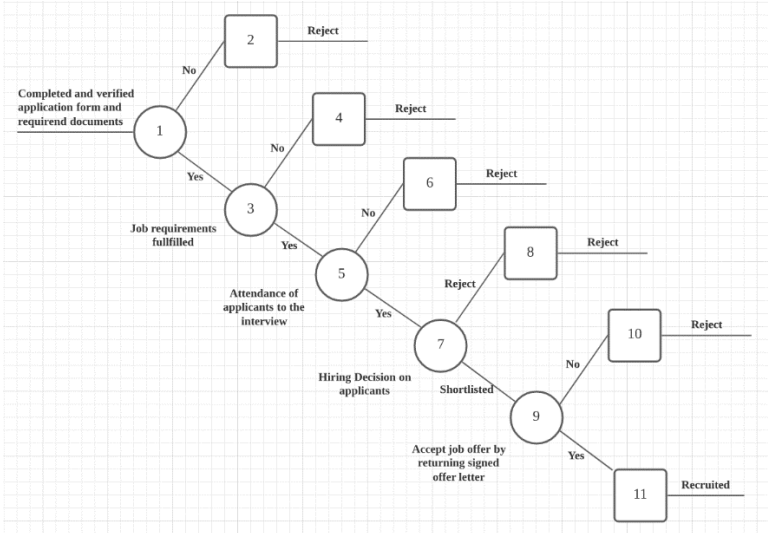 2
Reject
No
Completed and verified
application form and
requirend documents
1
4
Reject
No
Yes
3
Job requirements
fullfilled
6
Reject
No
Yes
5
Attendance of
applicants to the
interview
8
Reject
Reject
Yes
7
Hiring Decision on
applicants
Shortlisted
10
Reject
No
9
Accept job offer by
returning signed
offer letter
Yes
11
Recruited